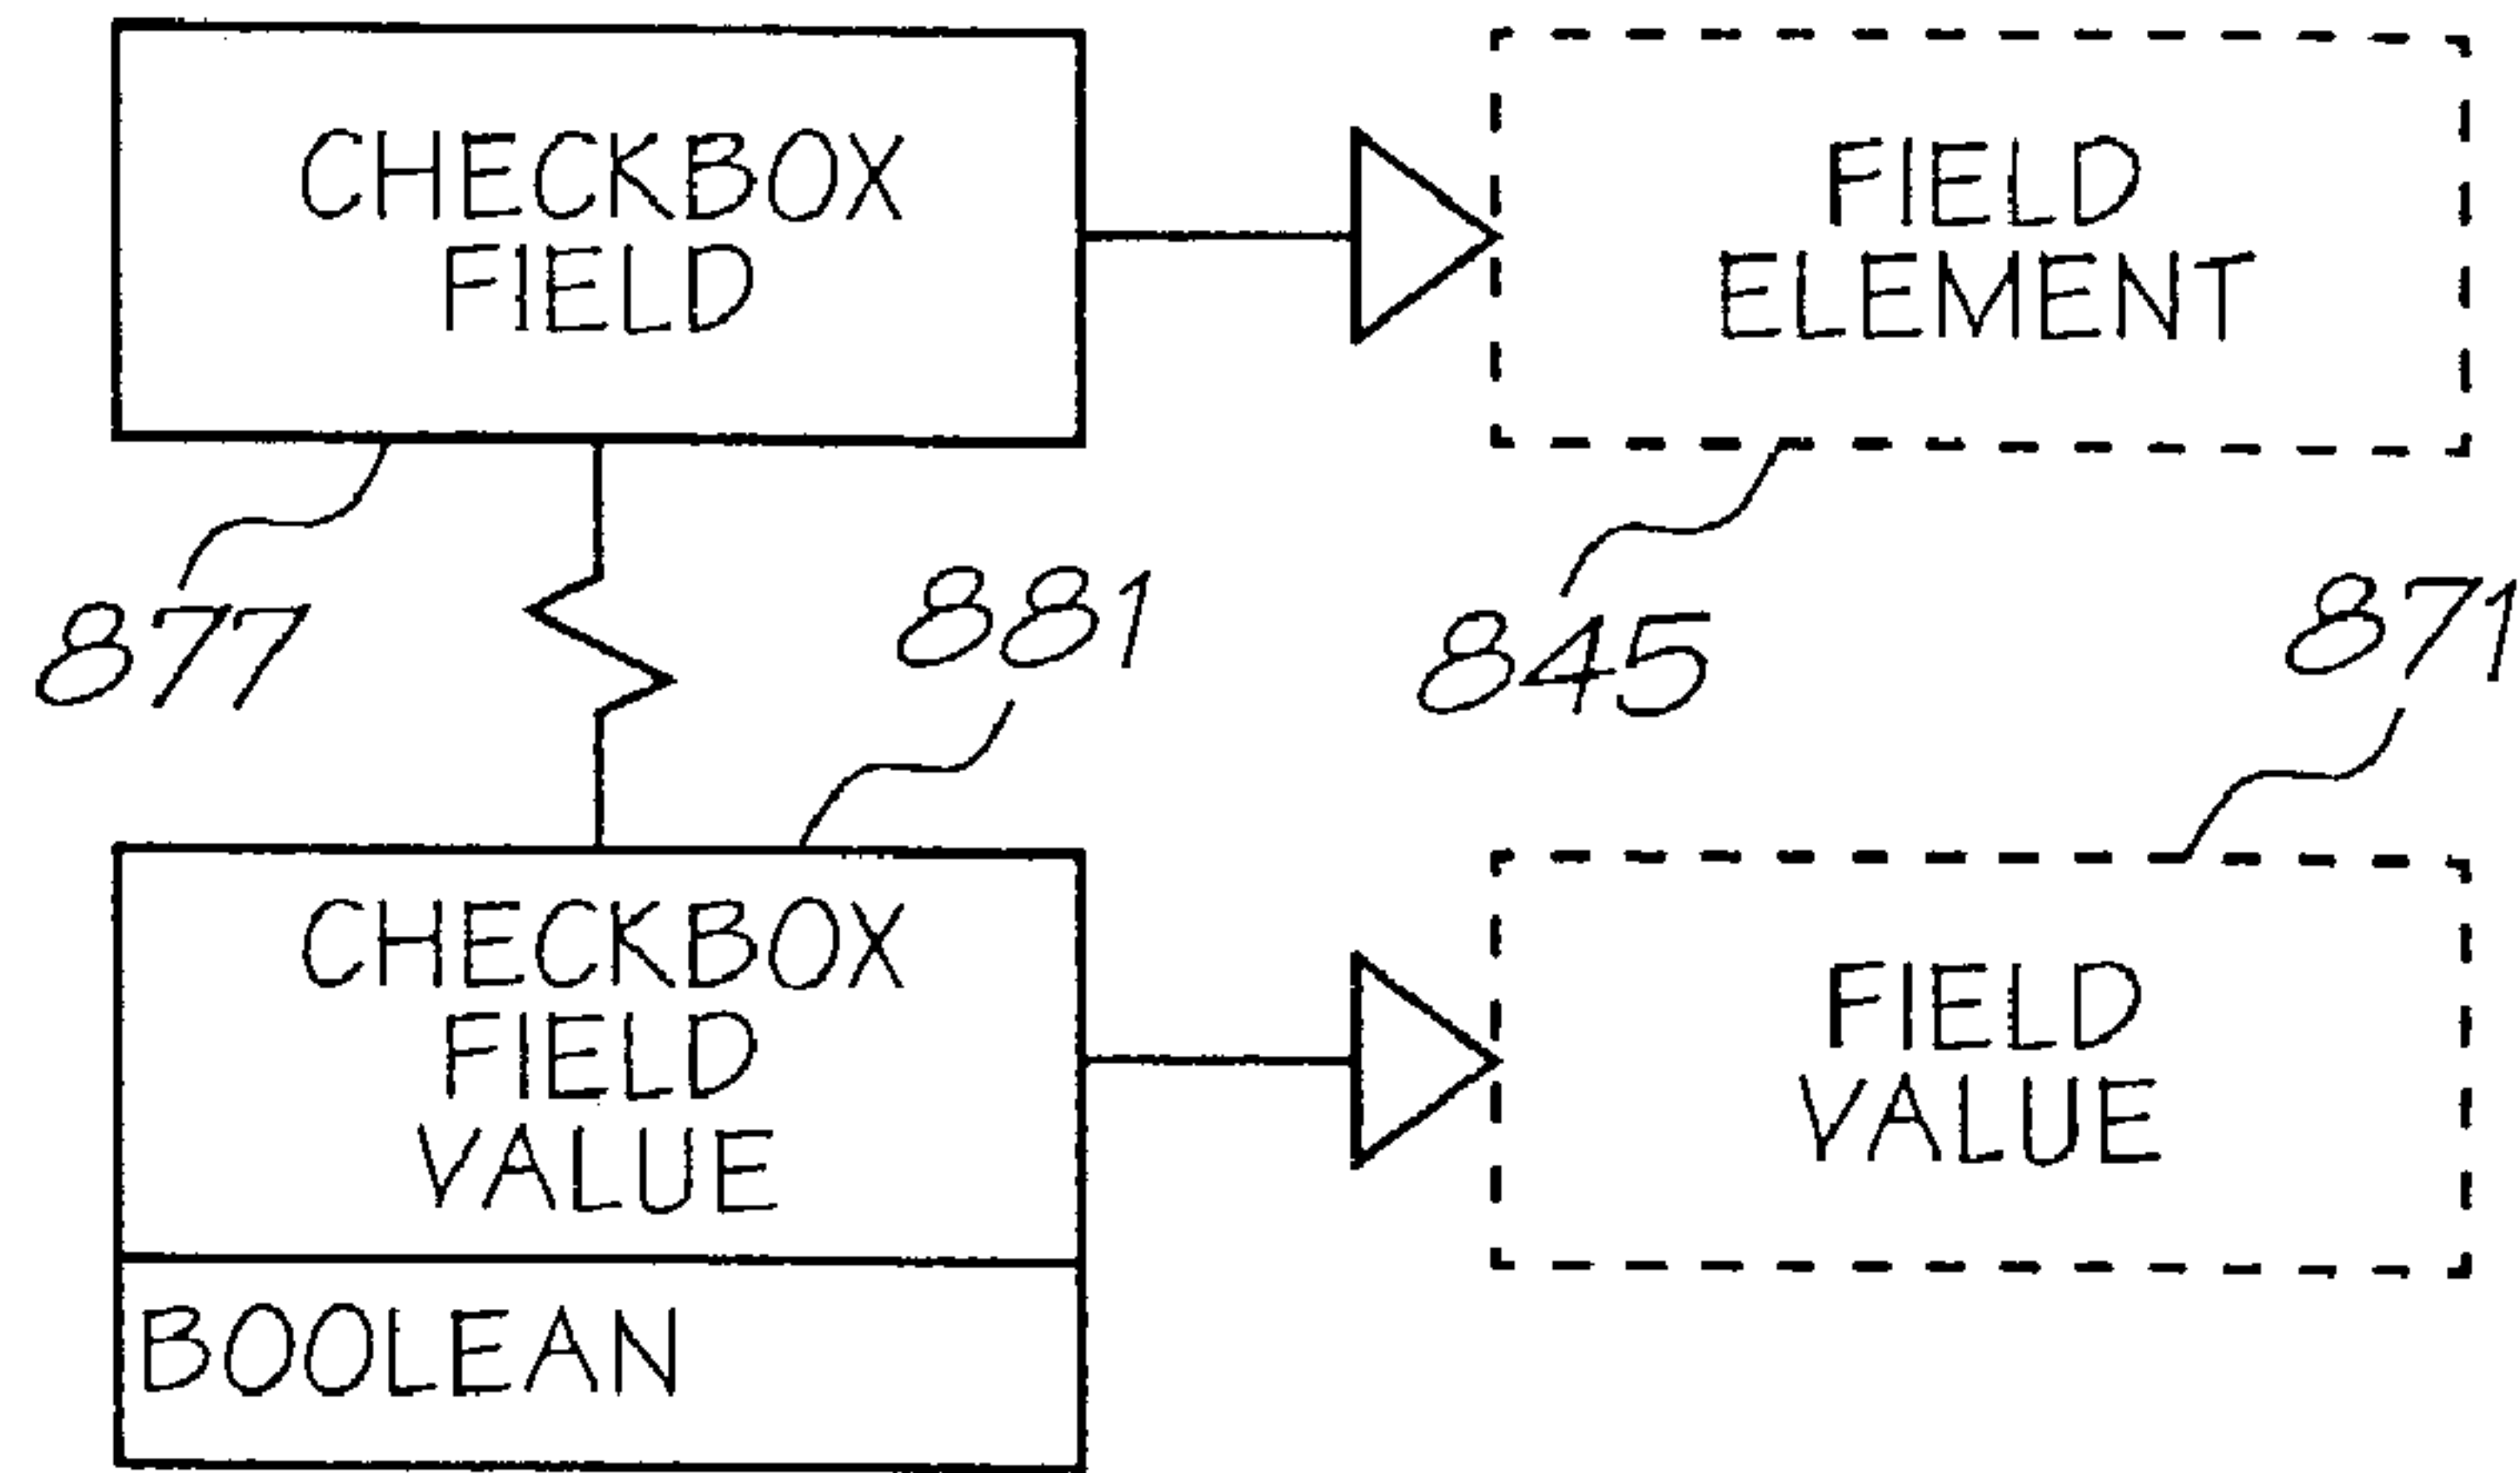 CHECKBOX
FIELD
FIELD
ELEMENT
877
881
845
871
CHECKBOX
FIELD
VALUE
FIELD
VALUE
BOOLEAN